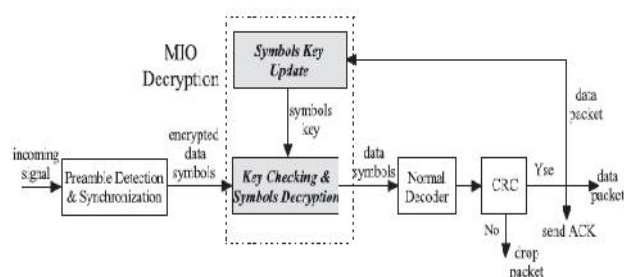 MIO
Decryption
Symbols Key
Update
symbols
key
data
packet
incoming
signal
Preamble Detection
& Synchronization
encrypted
data
symbols
Key Checking &
Symbols Decryption
data
symbols
Normal
Decoder
CRC
Yse
data
packet
No
drop
packet
send ACK